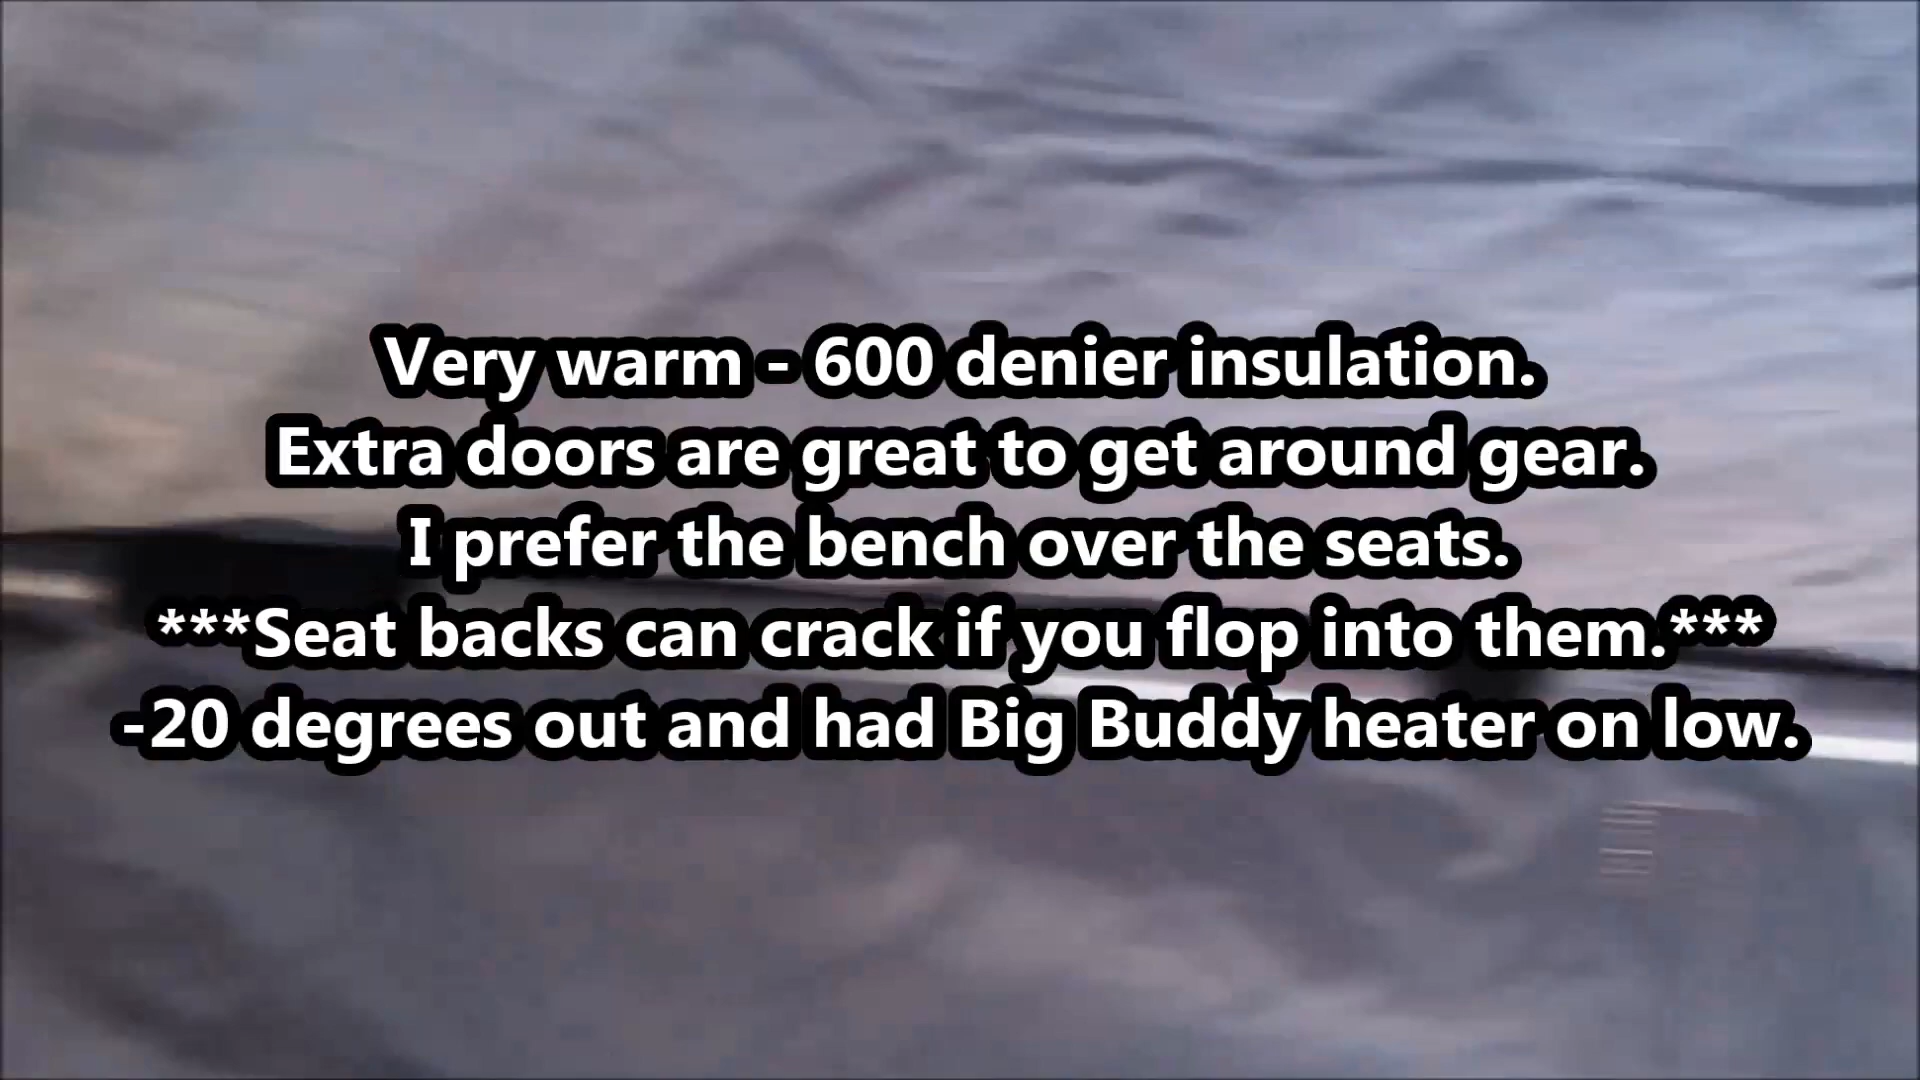 Very warm - 600 denier insulation.
Extra doors are great to get around gear.
I prefer the bench over the seats.
***Seat backs can crack if you flop into them.***
-20 degrees out and had Big Buddy heater on low.